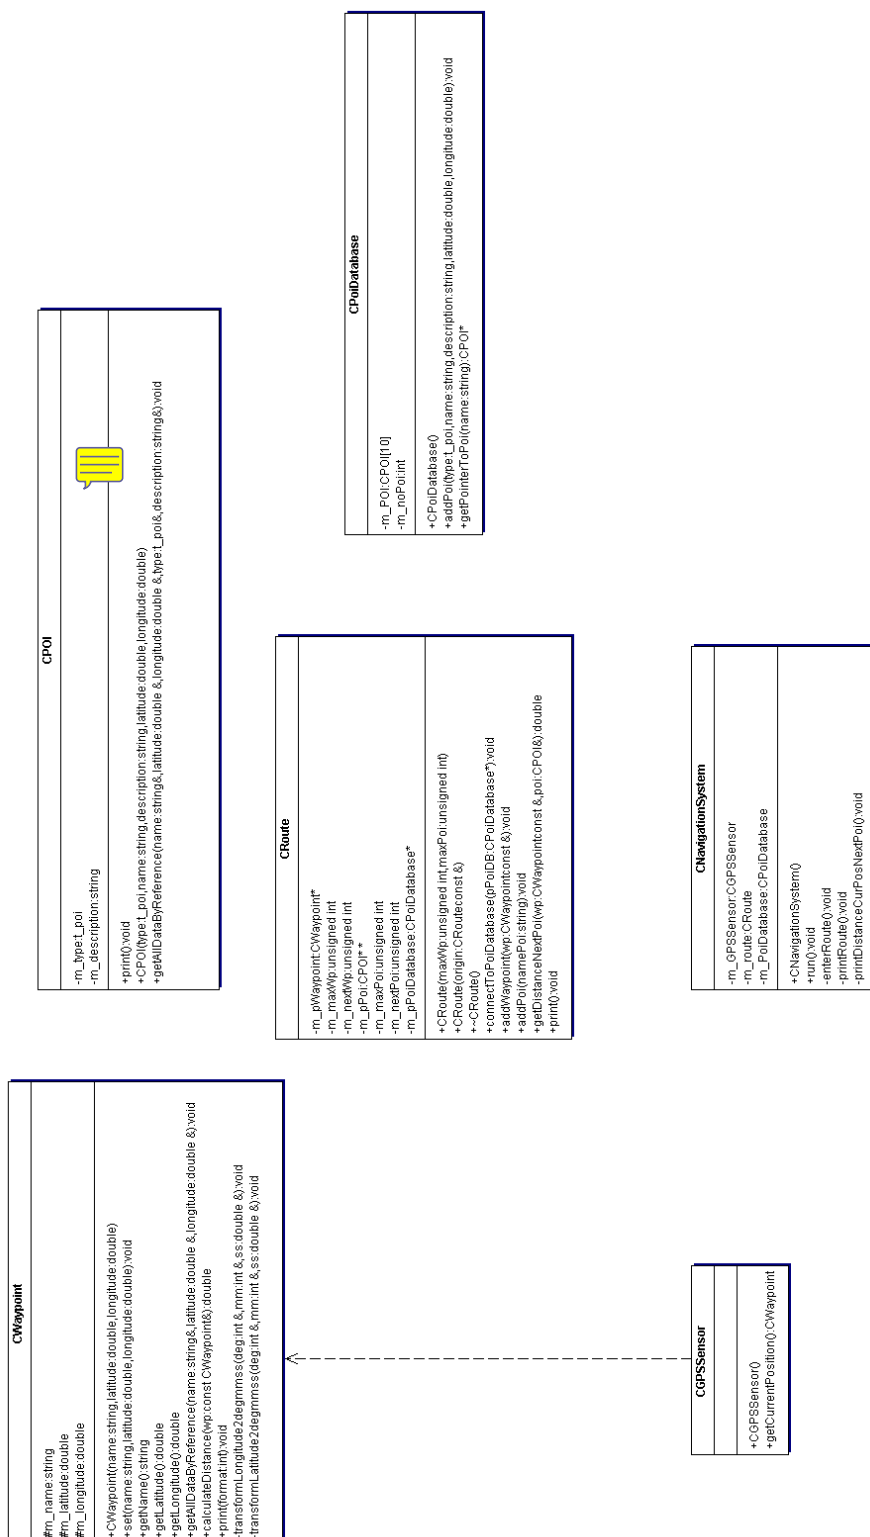 CWaypoint
#m_name:string
#m_latitude:double
#m_longitude:double
+CWaypoint(name:string,latitude:double,longitude:double)
+set(name:string,latitude:double,longitude:double):void
+getName():string
+getLatitude():double
+getLongitude():double
+getAllDataByReference(name:string&,latitude:double &,longitude:double &):void
+calculateDistance(wp:const CWaypoint&):double
+print(format:int):void
-transformLongitude2degmmss(deg:int &,mm:int &,ss:double &):void
-transformLatitude2degmmss(deg:int &,mm:int &,ss:double &):void
CPOI
-m_type:t_poi
-m_description:string
+print():void
+CPOI(type:t_poi,name:string,description:string,latitude:double,longitude:double)
+getAllDataByReference(name:string&,latitude:double &,longitude:double &,type:t_poi&,description:string&):void
CRoute
-m_pWaypoint:CWaypoint*
-m_maxWp:unsigned int
-m_nextWp:unsigned int
-m_pPoi:CPOI* *
-m_maxPoi:unsigned int
-m_nextPoi:unsigned int
-m_pPoiDatabase:CPoiDatabase*
+CRoute(maxWp:unsigned int,maxPoi:unsigned int)
+CRoute(origin:CRouteconst &)
+~CRoute()
+connectToPoiDatabase(pPoiDB:CPoiDatabase*):void
+addWaypoint(wp:CWaypointconst &):void
+addPoi(namePoi:string):void
+getDistanceNextPoi(wp:CWaypointconst &,poi:CPOI&):double
+print():void
CPoiDatabase
-m_POI:CPOI[10]
-m_noPoi:int
+CPoiDatabase()
+addPoi(type:t_poi,name:string,description:string,latitude:double,longitude:double):void
+getPointerToPoi(name:string):CPOI*
CGPSSensor
+CGPSSensor()
+getCurrentPosition():CWaypoint
CNavigationSystem
-m_GPSSensor:CGPSSensor
-m_route:CRoute
-m_PoiDatabase:CPoiDatabase
+CNavigationSystem()
+run():void
-enterRoute():void
-printRoute():void
-printDistanceCurPosNextPoi():void